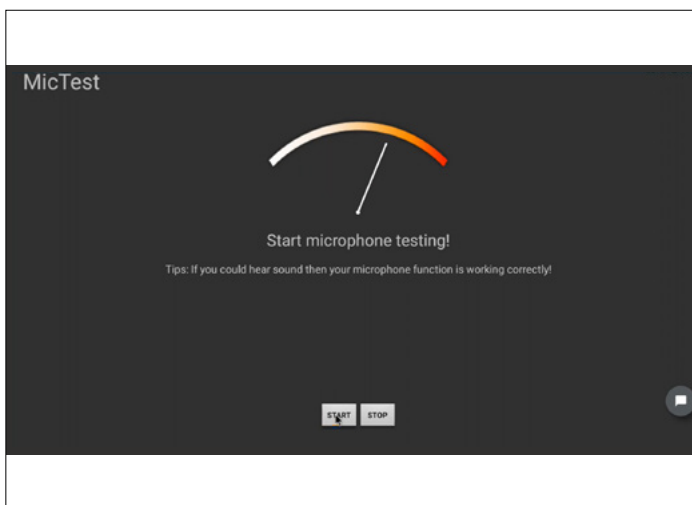 MicTest
Start microphone testing!
Tips: If you could hear sound then your microphone function is working correctly!
START STOP